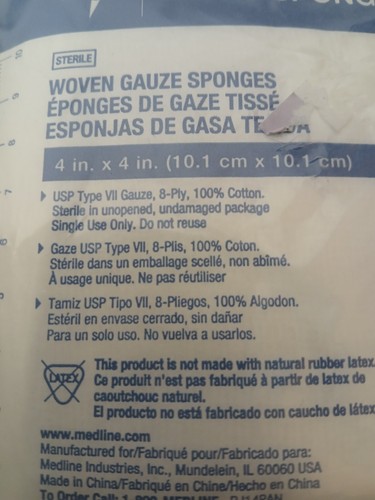 STERILE
WOVEN GAUZE SPONGES
ÉPONGES DE GAZE TISSÉ
ESPONJAS DE GASA
4 in. x 4 in. (10.1 cm x 10.1 cm)
USP Type VII Gauze, 8-Ply, 100% Cotton.
Sterile in unopened, undamaged package
Single Use Only. Do not reuse
Gaze USP Type VII, 8-Plis, 100% Coton.
Stérile dans un emballage scellé, non abîmé.
À usage unique. Ne pas réutiliser
Tamiz USP Tipo VII, 8-Pliegos, 100% Algodon.
Estéril en envase cerrado, sin dañar
Para un solo uso. No vuelva a usarlos.
LATEX
This product is not made with natural rubber latex.
Ce produit n'est pas fabriqué à partir de latex de
caoutchouc naturel.
El producto no está fabricado con caucho de látex
www.medline.com
Manufactured for/Fabriqué pour/Fabricado para:
Medline Industries, Inc., Mundelein, IL 60060 USA
Made in China/Fabriqué en Chine/Hecho en China
To Order Call: 1-800-MEDLINE